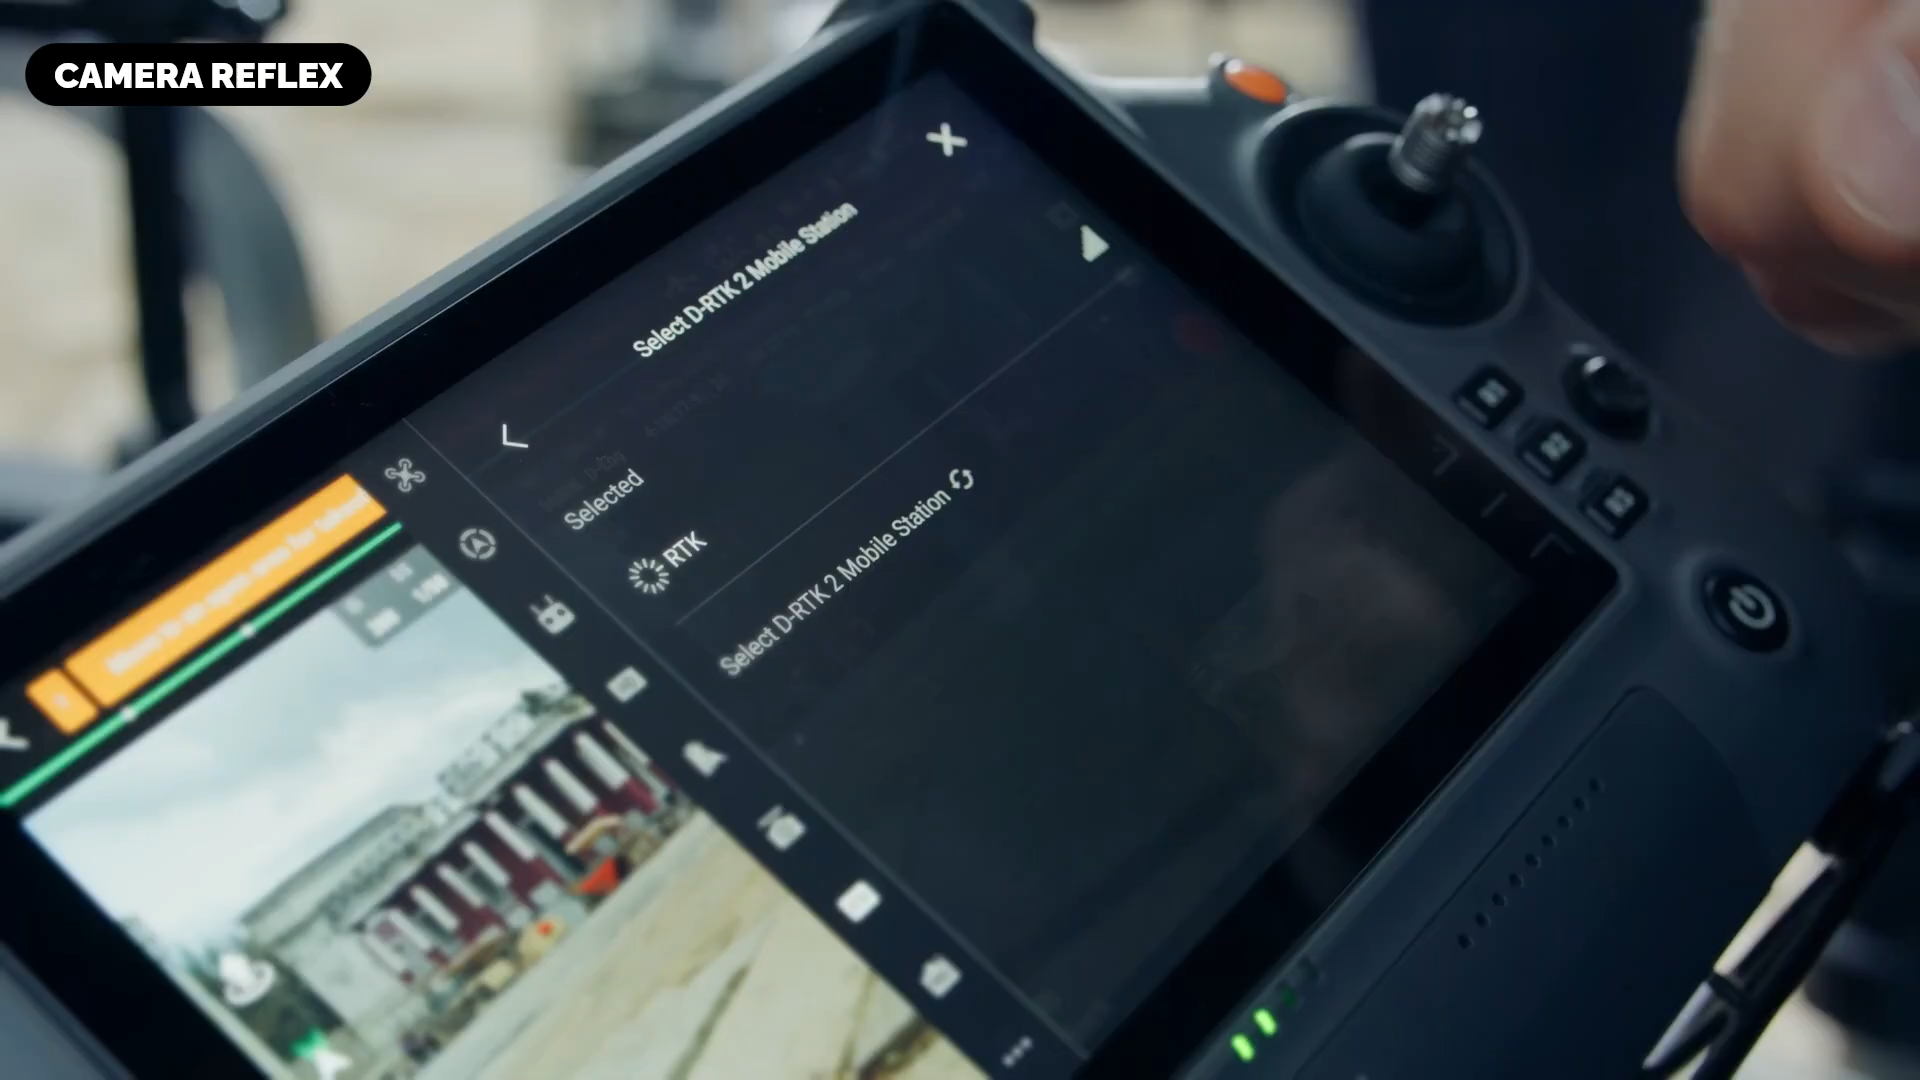 CAMERA REFLEX
Select D-RTK 2 Mobile Station
Selected
RTK
Select D-RTK 2 Mobile Station